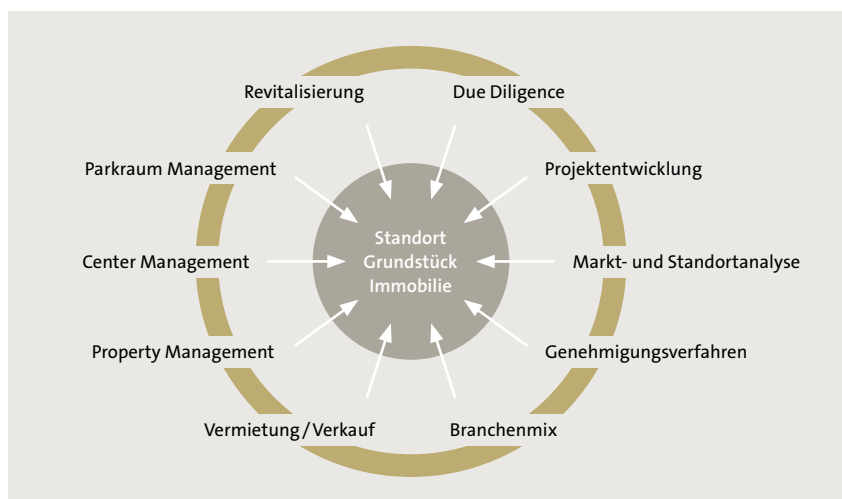 Revitalisierung
Due Diligence
Parkraum Management
Projektentwicklung
Standort
Grundstück
Immobilie
Center Management
Markt- und Standortanalyse
Property Management
Genehmigungsverfahren
Vermietung / Verkauf
Branchenmix